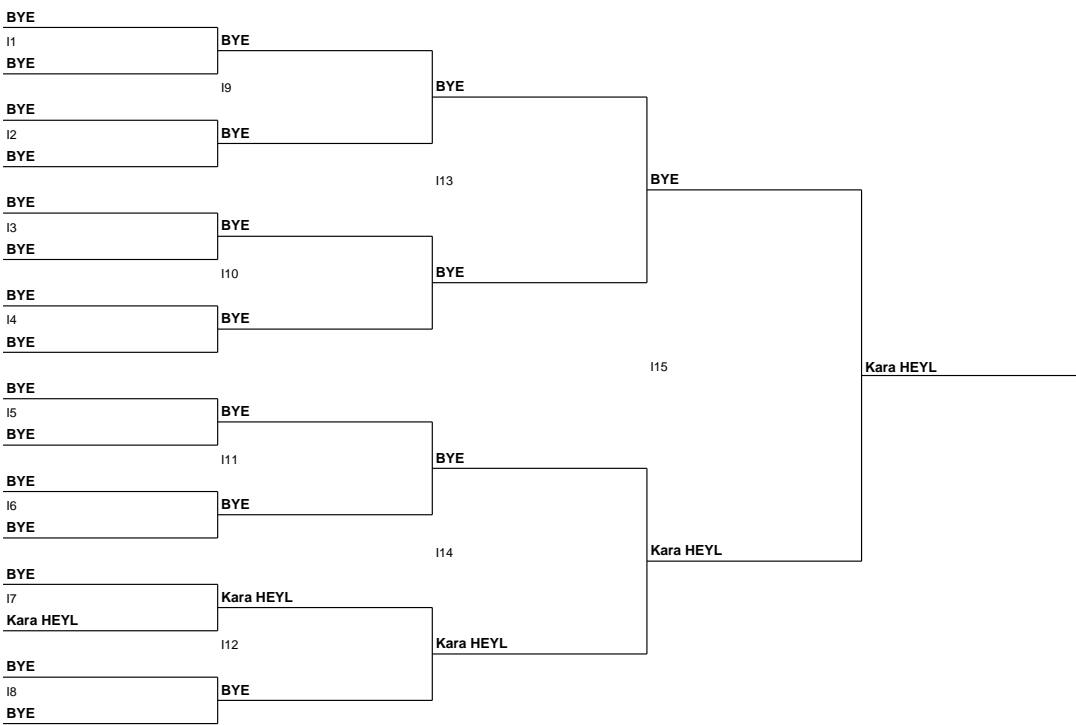 BYE
I1
BYE
BYE
I2
BYE
BYE
I3
BYE
BYE
I4
BYE
BYE
I5
BYE
BYE
I6
BYE
BYE
I7
Kara HEYL
BYE
I8
BYE
BYE
I9
BYE
BYE
I10
BYE
BYE
I11
BYE
Kara HEYL
I12
BYE
BYE
I13
BYE
BYE
I14
Kara HEYL
BYE
I15
Kara HEYL
Kara HEYL